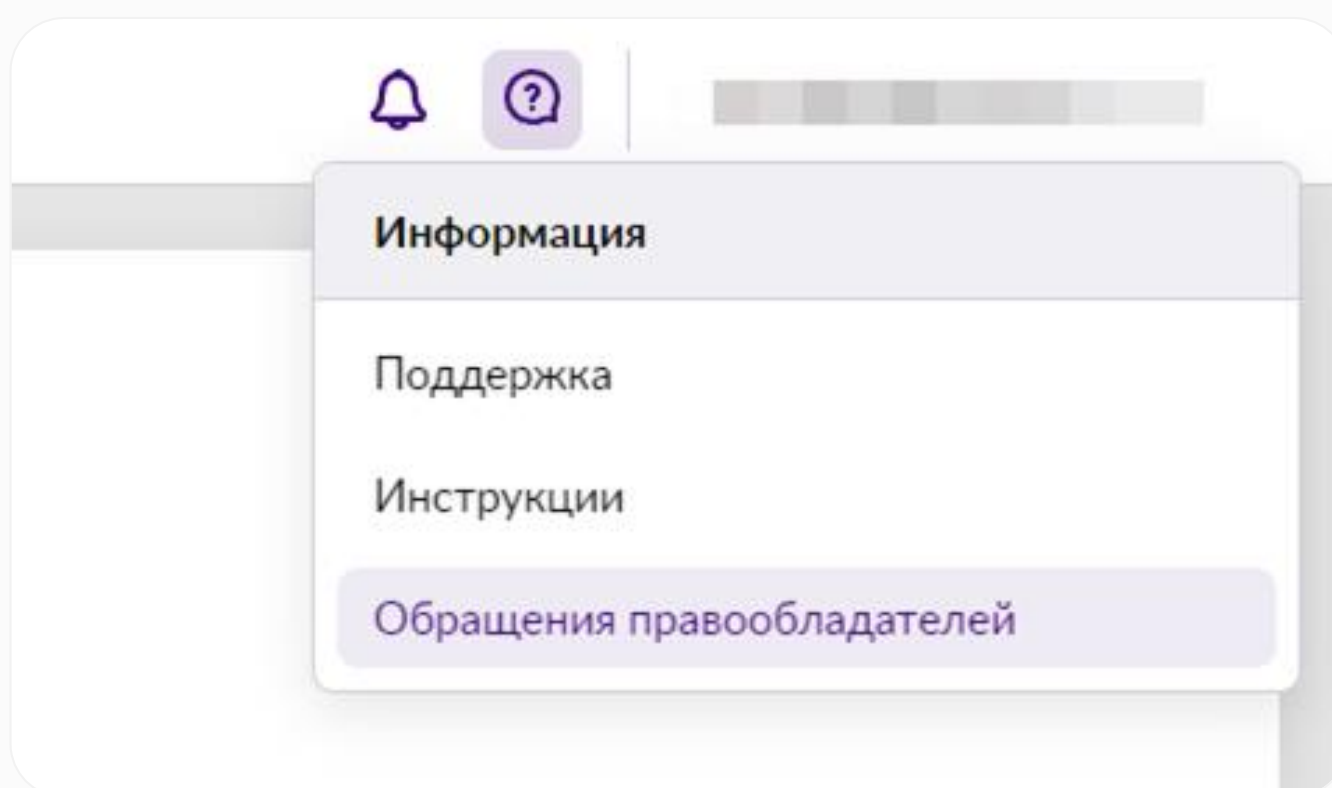 Информация
Поддержка
Инструкции
Обращения правообладателей